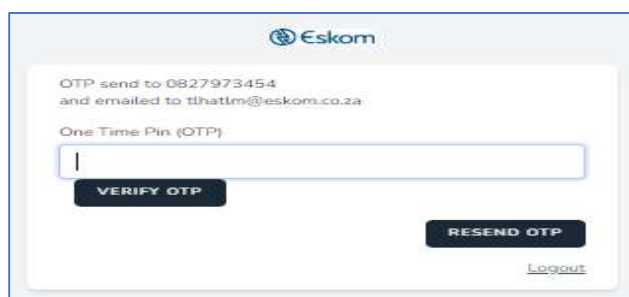 Eskom
OTP send to 0827973454
and emailed to tlhatlm@eskom.co.za
One Time Pin (OTP)
VERIFY OTP
RESEND OTP
Logout